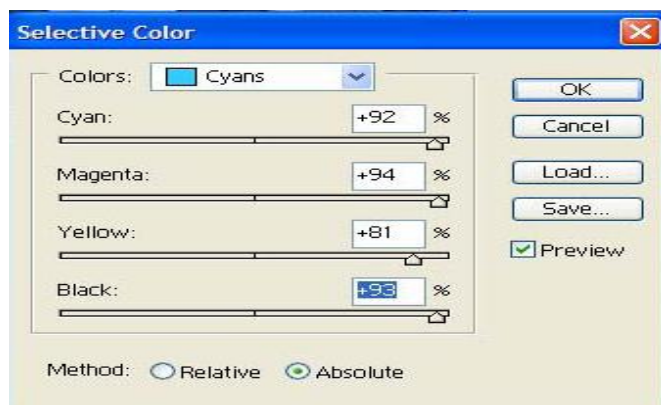 Selective Color
Colors: Cyans
OK
Cyan: +92 %
Cancel
Magenta: +94 %
Load...
Save...
Yellow: +81 %
Preview
Black: +93 %
Method: Relative Absolute